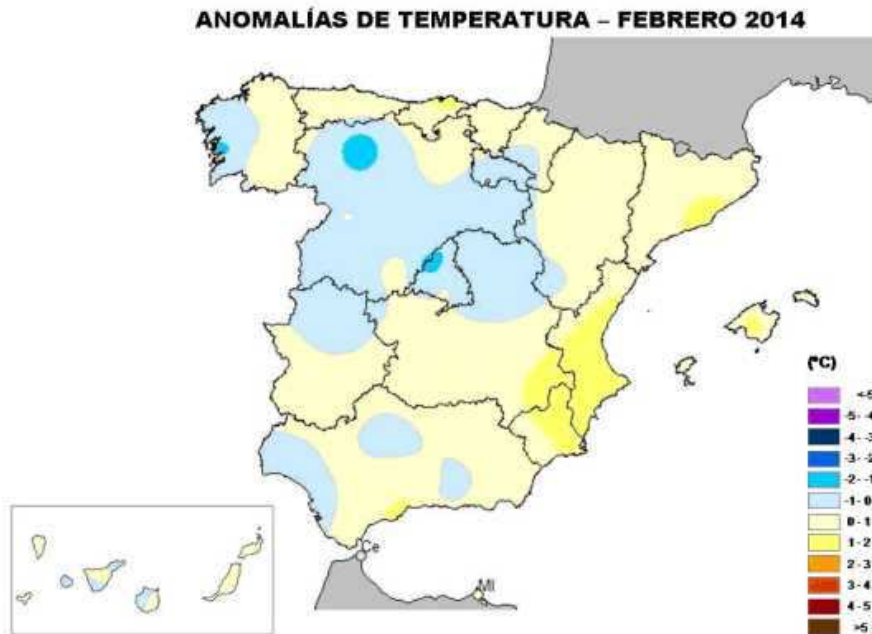 ANOMALÍAS DE TEMPERATURA – FEBRERO 2014
(ºC)
<-5
-5- -4
-4- -3
-3- -2
-2- -1
-1- 0
0 - 1
1 - 2
2 - 3
3 - 4
4 - 5
>5
Ce
Ml